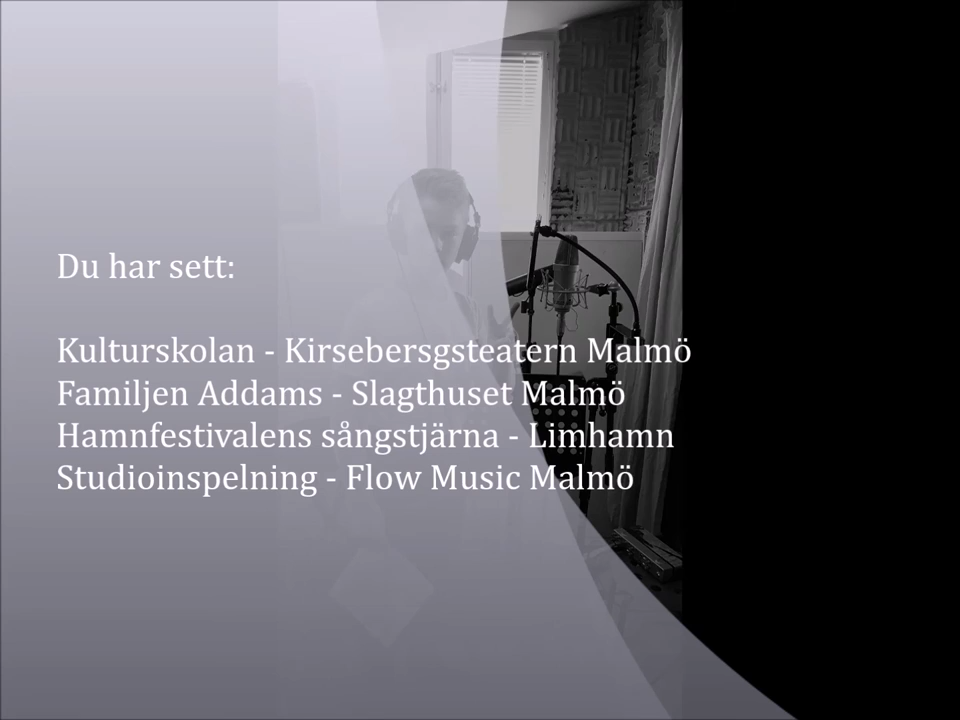 Du har sett:
Kulturskolan - Kirsebersgsteatern Malmö
Familjen Addams - Slagthuset Malmö
Hamnfestivalens sångstjärna - Limhamn
Studioinspelning - Flow Music Malmö